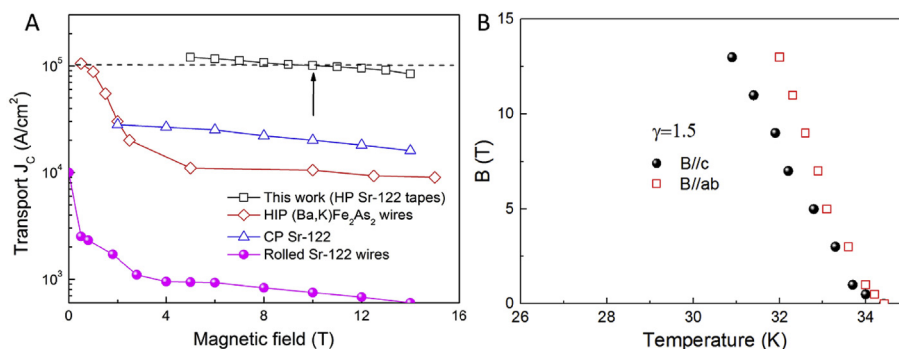 A
Transport J_C (A/cm²)
10⁵
10⁴
10³
This work (HP Sr-122 tapes)
HIP (Ba,K)Fe₂As₂ wires
CP Sr-122
Rolled Sr-122 wires
0 4 8 12 16
Magnetic field (T)
B
B (T)
15
10
5
0
γ=1.5
B//c
B//ab
26 28 30 32 34
Temperature (K)